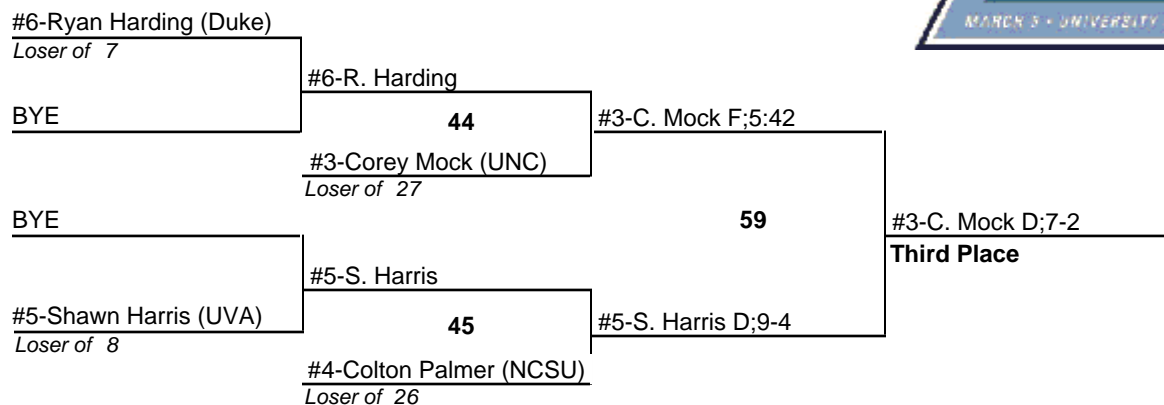 #6-Ryan Harding (Duke)
Loser of 7
BYE
BYE
#5-Shawn Harris (UVA)
Loser of 8
#6-R. Harding
44
#3-Corey Mock (UNC)
Loser of 27
#5-S. Harris
45
#4-Colton Palmer (NCSU)
Loser of 26
#3-C. Mock F;5:42
59
#5-S. Harris D;9-4
#3-C. Mock D;7-2
Third Place
MARCH 5 • UNIVERSITY